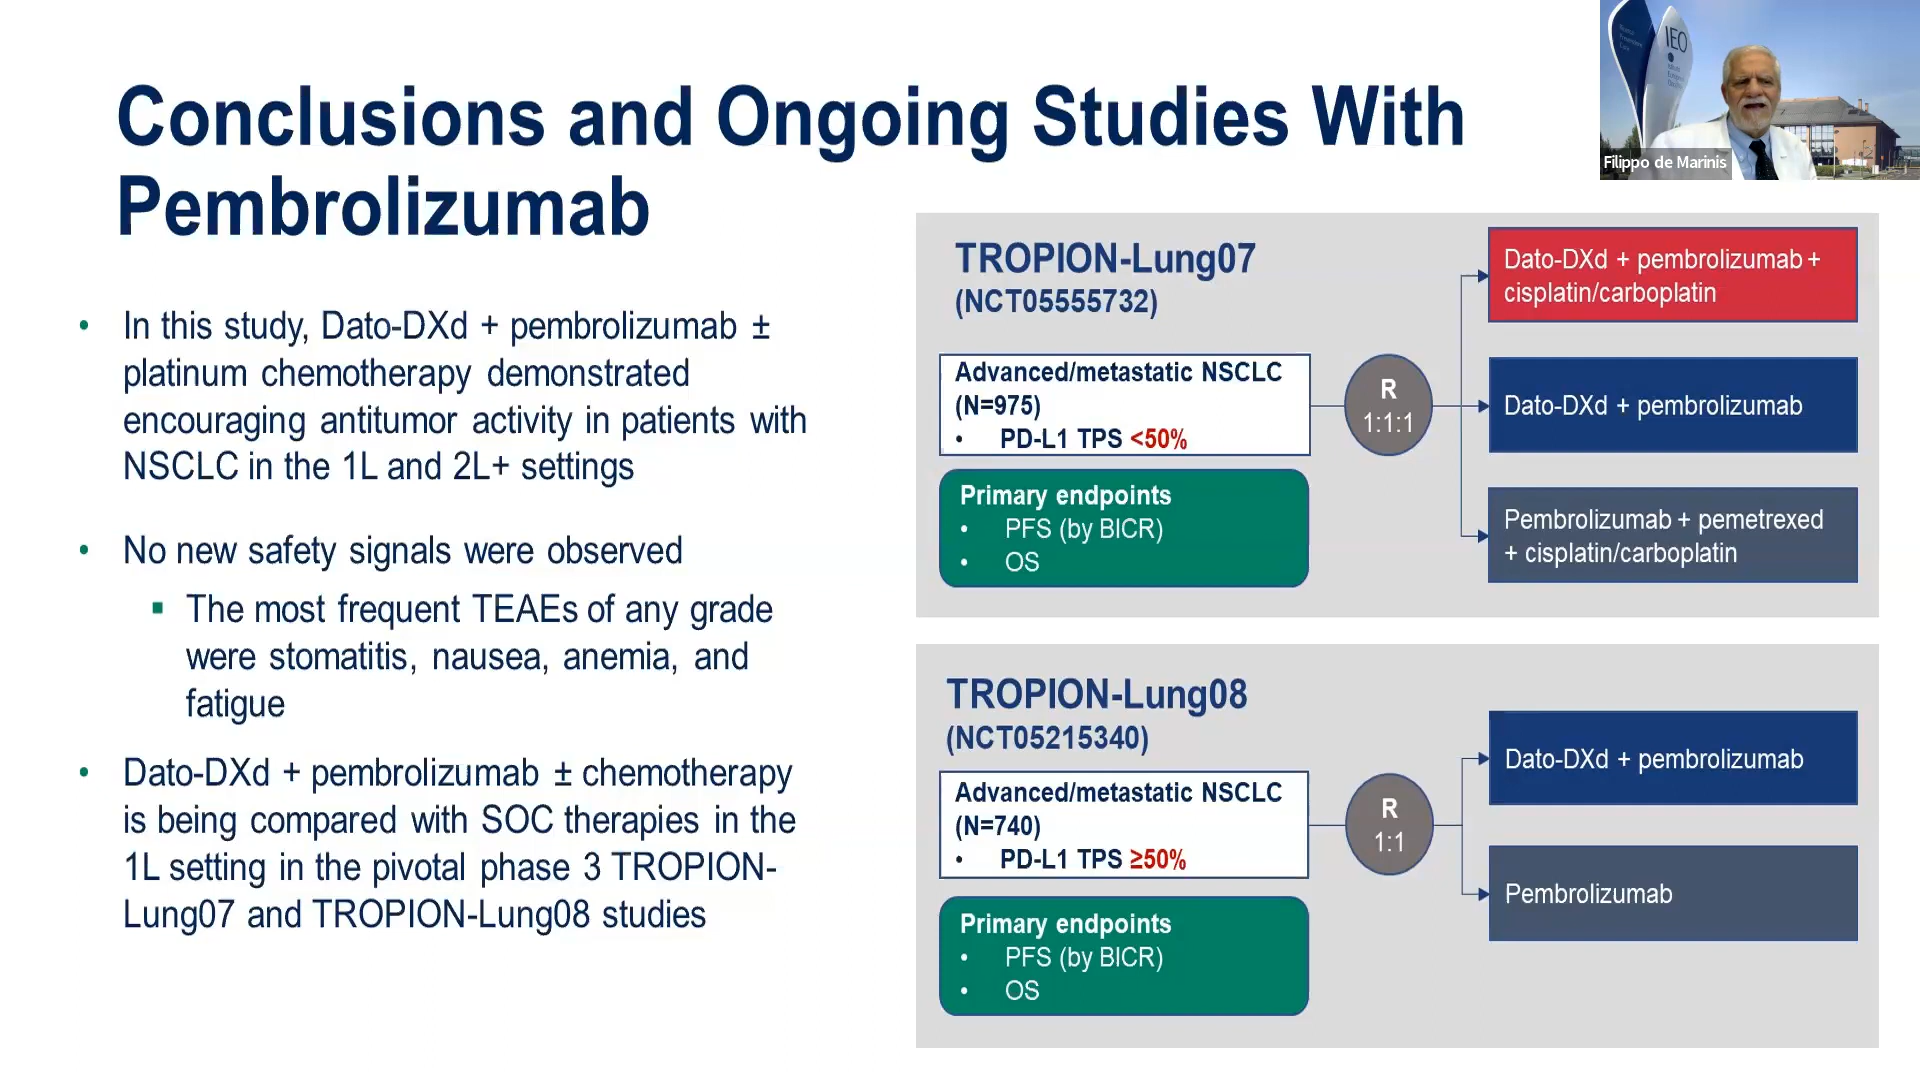 Conclusions and Ongoing Studies With
Pembrolizumab
• In this study, Dato-DXd + pembrolizumab ±
platinum chemotherapy demonstrated
encouraging antitumor activity in patients with
NSCLC in the 1L and 2L+ settings
• No new safety signals were observed
▪ The most frequent TEAEs of any grade
were stomatitis, nausea, anemia, and
fatigue
• Dato-DXd + pembrolizumab ± chemotherapy
is being compared with SOC therapies in the
1L setting in the pivotal phase 3 TROPION-
Lung07 and TROPION-Lung08 studies
IEO
Filippo de Marinis
TROPION-Lung07
(NCT05555732)
Advanced/metastatic NSCLC
(N=975)
• PD-L1 TPS <50%
Primary endpoints
• PFS (by BICR)
• OS
R
1:1:1
Dato-DXd + pembrolizumab +
cisplatin/carboplatin
Dato-DXd + pembrolizumab
Pembrolizumab + pemetrexed
+ cisplatin/carboplatin
TROPION-Lung08
(NCT05215340)
Advanced/metastatic NSCLC
(N=740)
• PD-L1 TPS ≥50%
Primary endpoints
• PFS (by BICR)
• OS
R
1:1
Dato-DXd + pembrolizumab
Pembrolizumab